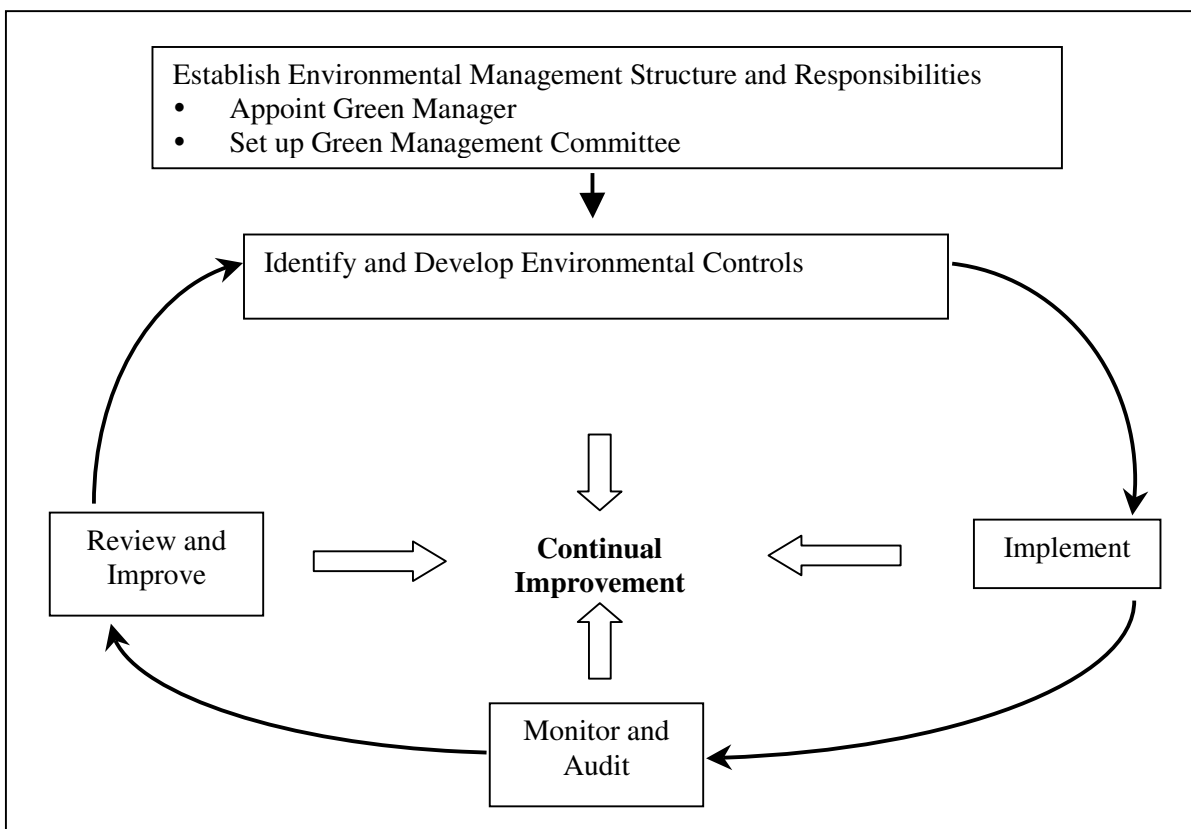 Establish Environmental Management Structure and Responsibilities
• Appoint Green Manager
• Set up Green Management Committee
Identify and Develop Environmental Controls
Review and
Improve
Continual
Improvement
Implement
Monitor and
Audit